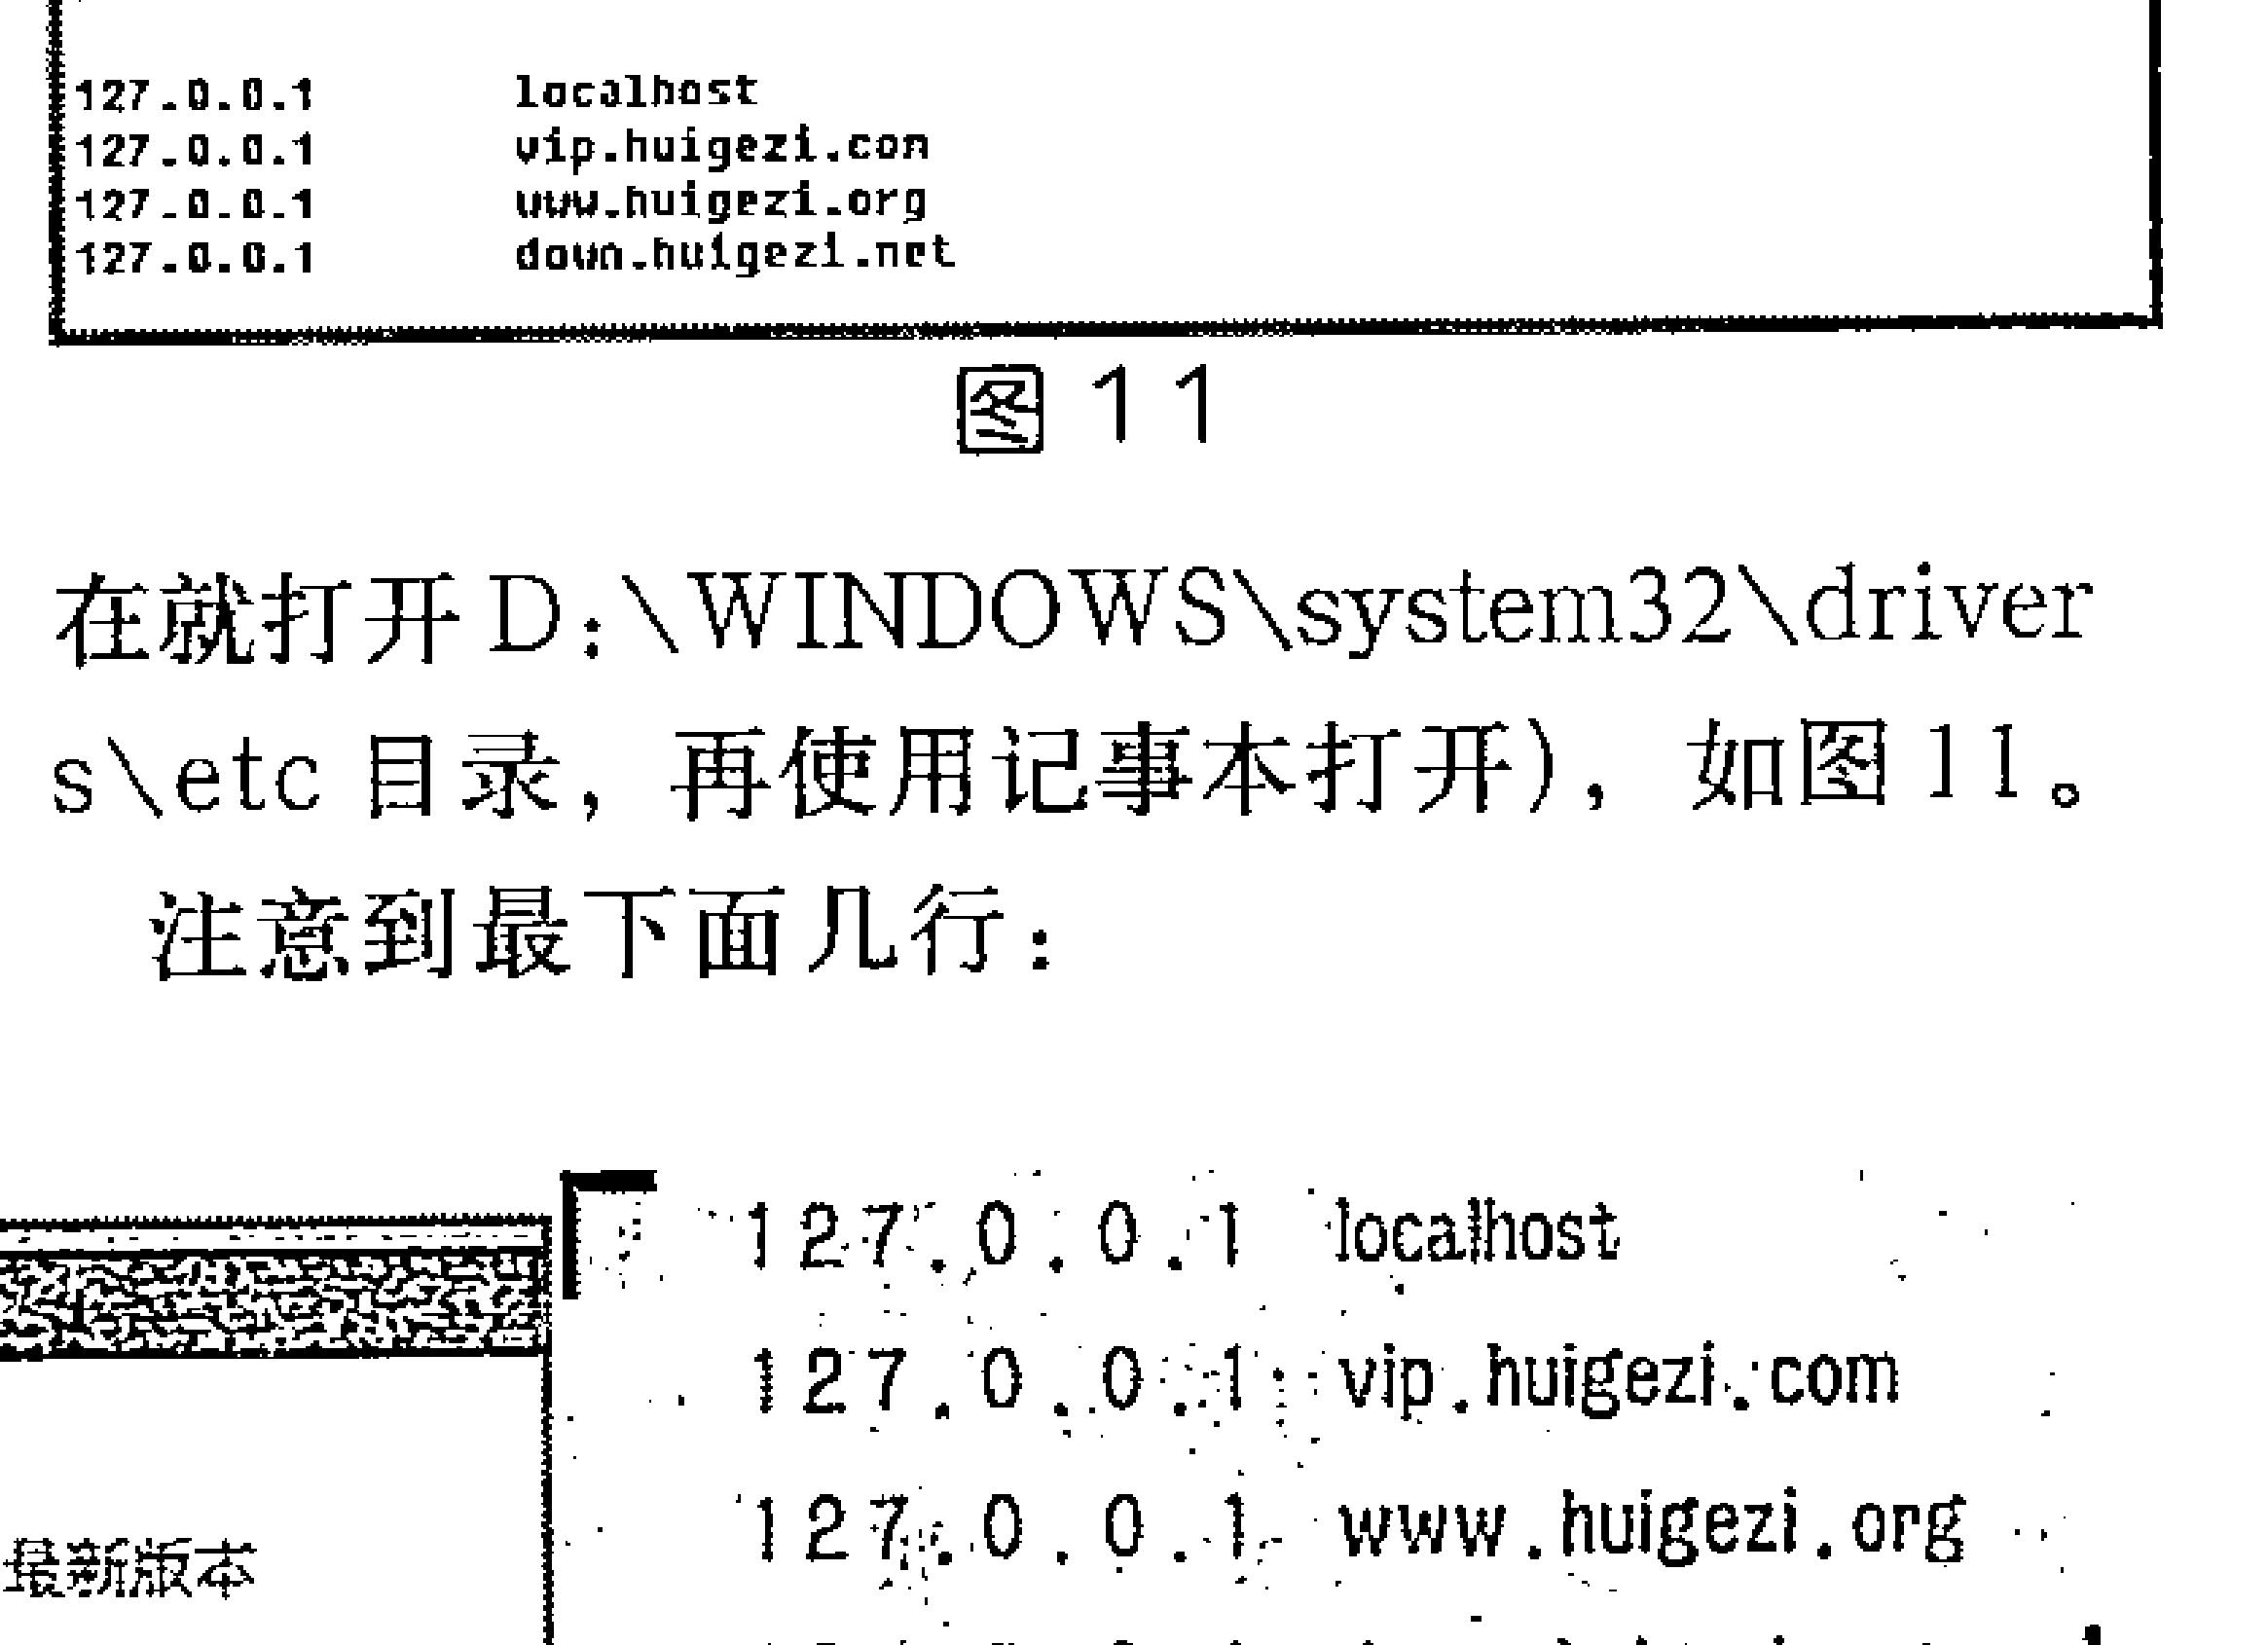 127.0.0.1 localhost
127.0.0.1 vip.huigezi.com
127.0.0.1 www.huigezi.org
127.0.0.1 down.huigezi.net
图 11
在就打开 D:\WINDOWS\system32\driver
s\etc 目录，再使用记事本打开），如图 11。
注意到最下面几行：
127.0.0.1 localhost
127.0.0.1 vip.huigezi.com
127.0.0.1 www.huigezi.org
最新版本